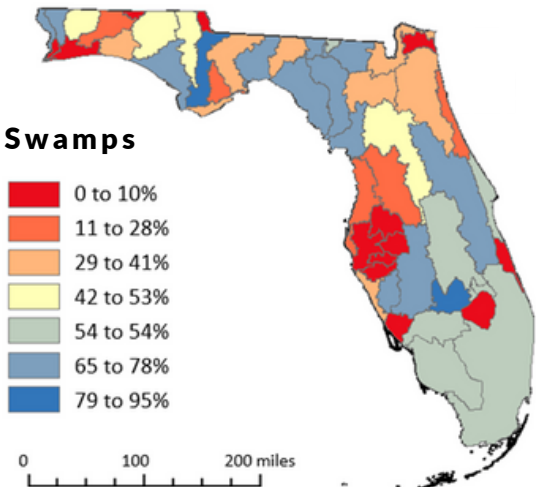 Swamps
0 to 10%
11 to 28%
29 to 41%
42 to 53%
54 to 54%
65 to 78%
79 to 95%
0 100 200 miles